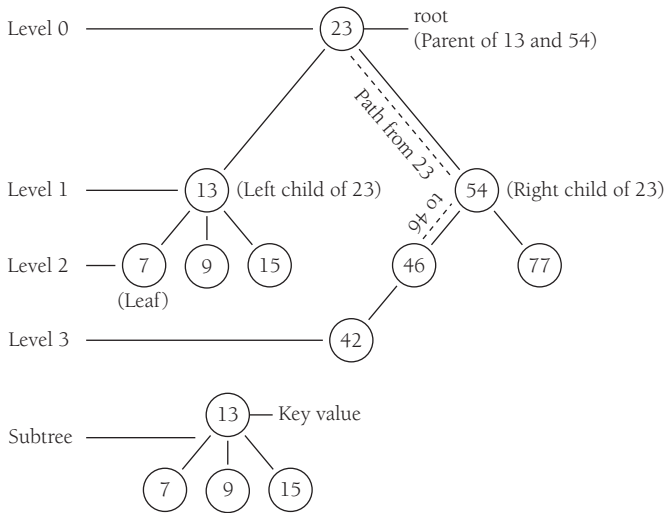 Level 0
23
root
(Parent of 13 and 54)
Path from 23
to 46
Level 1
13
(Left child of 23)
54
(Right child of 23)
Level 2
7
9
15
46
77
(Leaf)
Level 3
42
13
Key value
Subtree
7
9
15